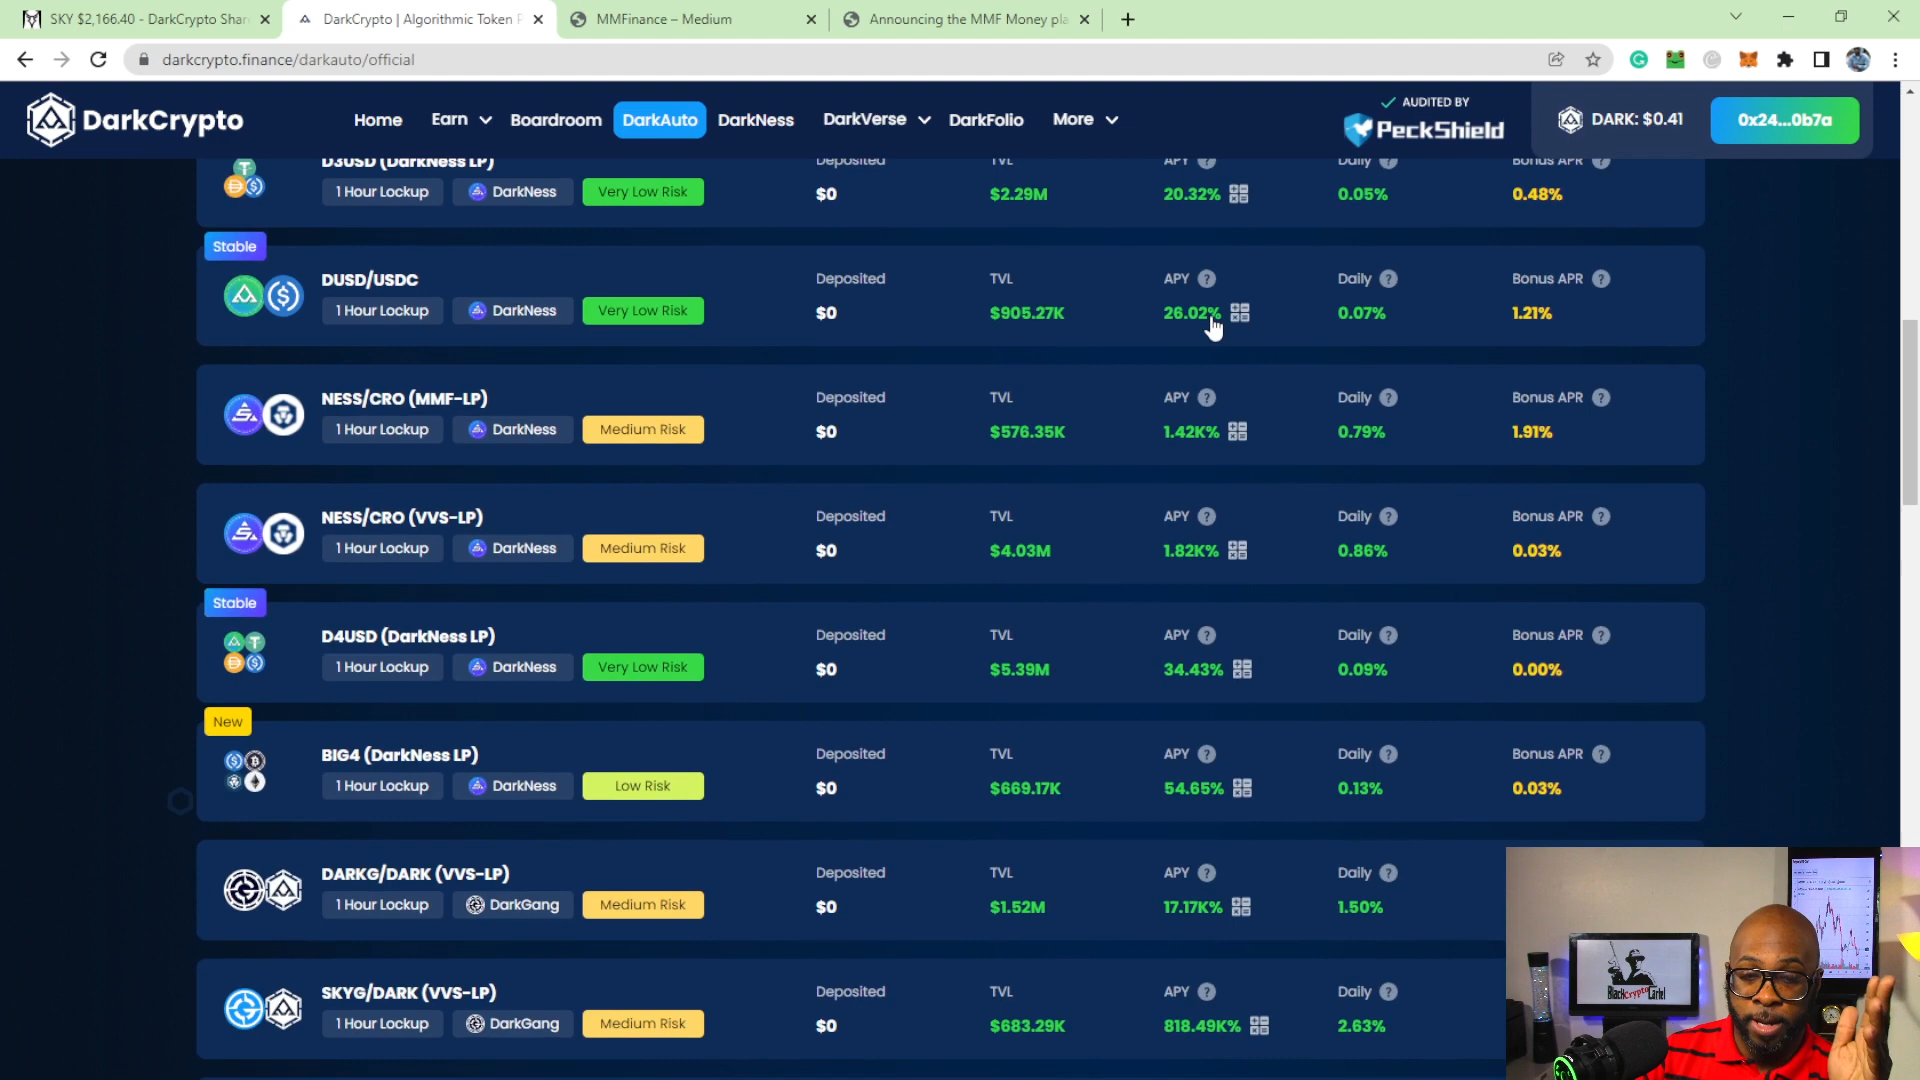 SKY $2,166.40 - DarkCrypto Shar
DarkCrypto | Algorithmic Token P
MMFinance – Medium
Announcing the MMF Money pla
darkcrypto.finance/darkauto/official
DarkCrypto
Home
Earn
Boardroom
DarkAuto
DarkNess
DarkVerse
DarkFolio
More
AUDITED BY
PeckShield
DARK: $0.41
0x24...0b7a
D3USD (DarkNess LP)
Deposited
TVL
APY
Daily
Bonus APR
1 Hour Lockup
DarkNess
Very Low Risk
$0
$2.29M
20.32%
0.05%
0.48%
Stable
DUSD/USDC
Deposited
TVL
APY
Daily
Bonus APR
1 Hour Lockup
DarkNess
Very Low Risk
$0
$905.27K
26.02%
0.07%
1.21%
NESS/CRO (MMF-LP)
Deposited
TVL
APY
Daily
Bonus APR
1 Hour Lockup
DarkNess
Medium Risk
$0
$576.35K
1.42K%
0.79%
1.91%
NESS/CRO (VVS-LP)
Deposited
TVL
APY
Daily
Bonus APR
1 Hour Lockup
DarkNess
Medium Risk
$0
$4.03M
1.82K%
0.86%
0.03%
Stable
D4USD (DarkNess LP)
Deposited
TVL
APY
Daily
Bonus APR
1 Hour Lockup
DarkNess
Very Low Risk
$0
$5.39M
34.43%
0.09%
0.00%
New
BIG4 (DarkNess LP)
Deposited
TVL
APY
Daily
Bonus APR
1 Hour Lockup
DarkNess
Low Risk
$0
$669.17K
54.65%
0.13%
0.03%
DARKG/DARK (VVS-LP)
Deposited
TVL
APY
Daily
1 Hour Lockup
DarkGang
Medium Risk
$0
$1.52M
17.17K%
1.50%
SKYG/DARK (VVS-LP)
Deposited
TVL
APY
Daily
1 Hour Lockup
DarkGang
Medium Risk
$0
$683.29K
818.49K%
2.63%
BlackCryptoCartel